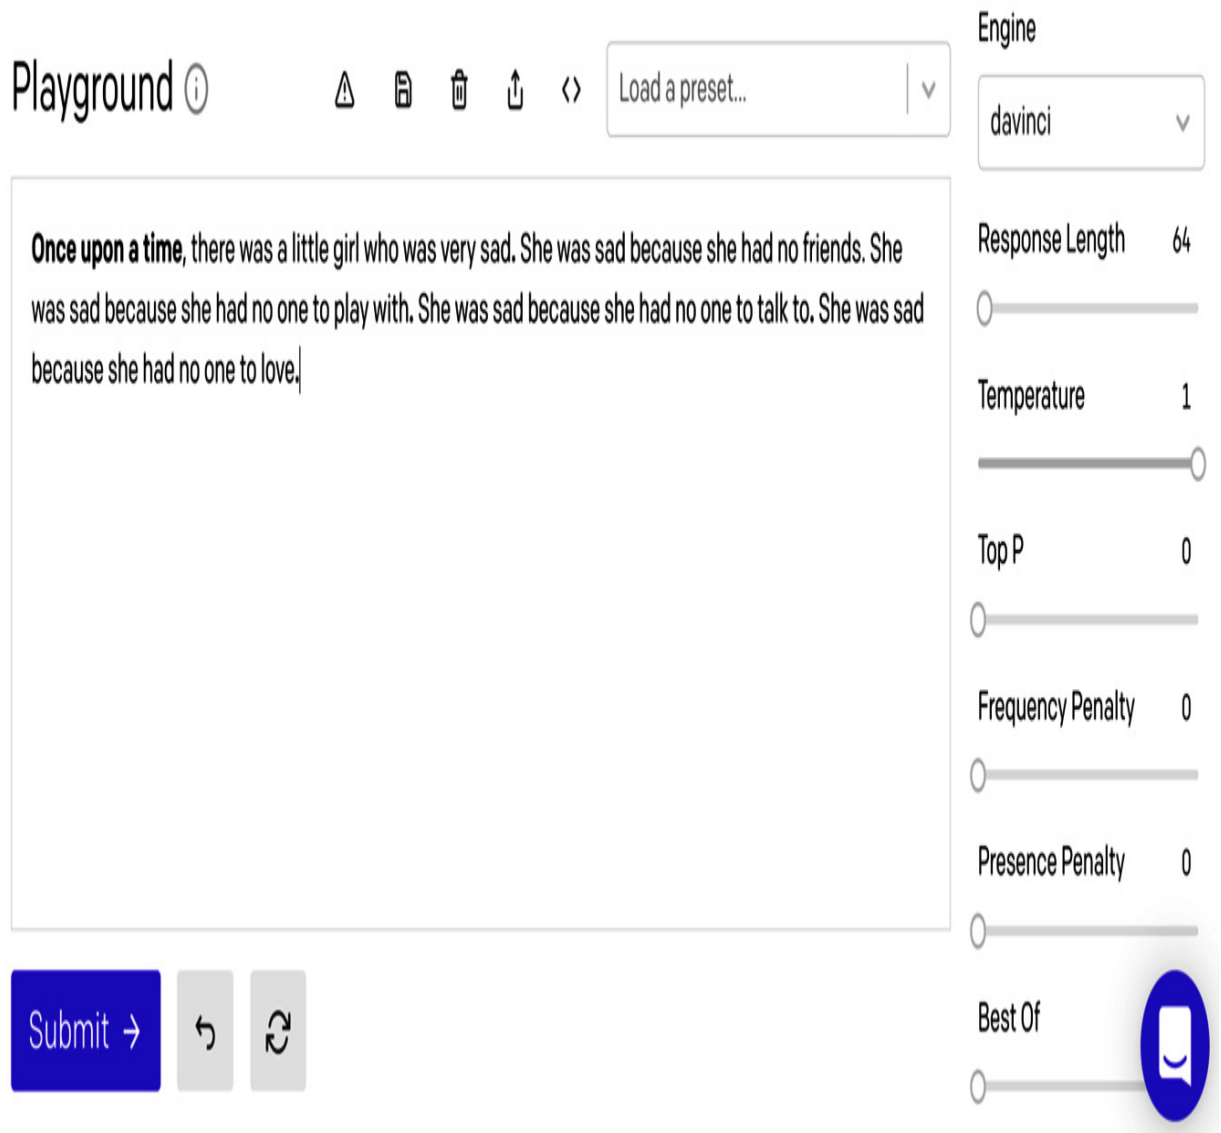 Engine
Playground
Load a preset...
davinci
Once upon a time, there was a little girl who was very sad. She was sad because she had no friends. She
was sad because she had no one to play with. She was sad because she had no one to talk to. She was sad
because she had no one to love.
Response Length 64
Temperature 1
Top P 0
Frequency Penalty 0
Presence Penalty 0
Best Of
Submit →